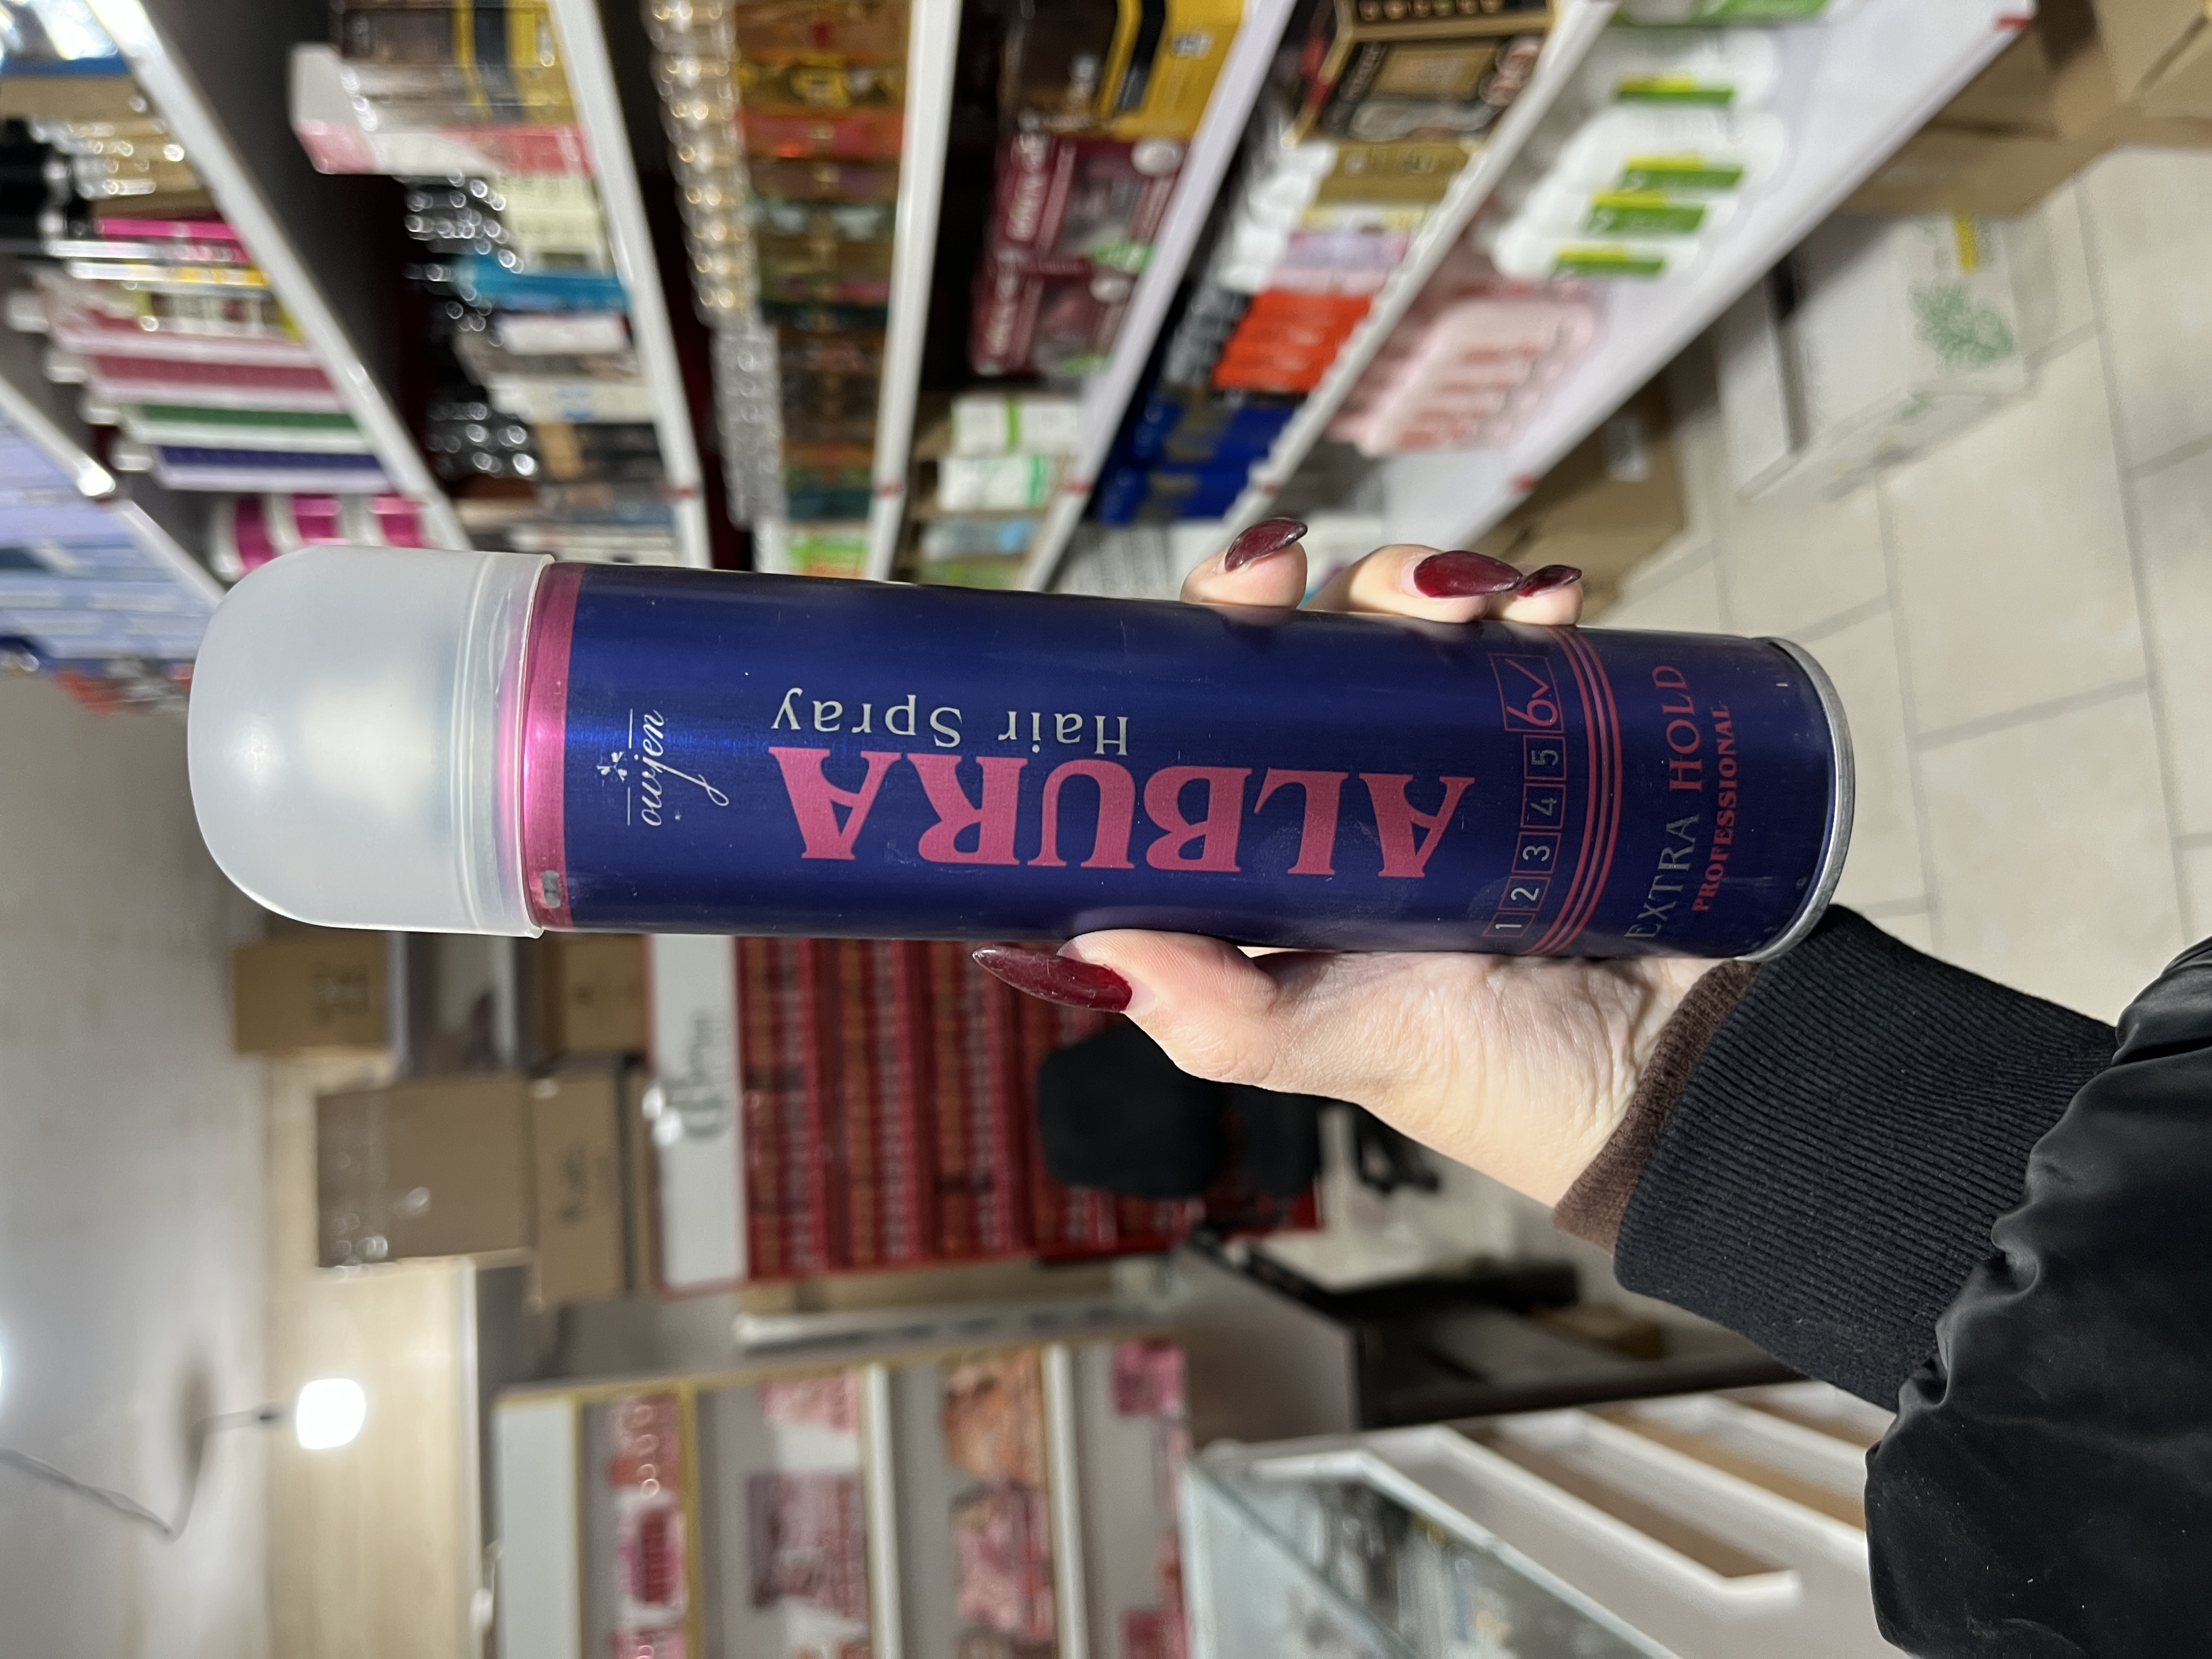 owjen
ALBURA
Hair Spray
1 2 3 4 5 6✓
EXTRA HOLD
PROFESSIONAL